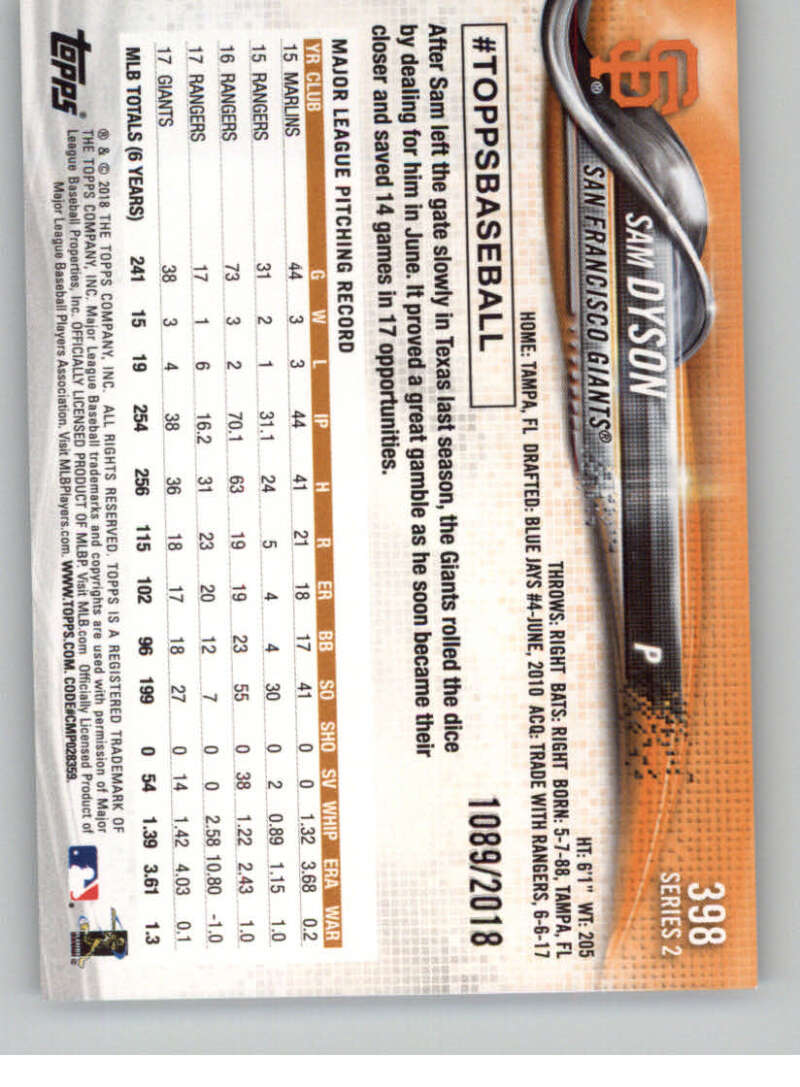 398
SERIES 2
SF®
SAM DYSON P
SAN FRANCISCO GIANTS®
HT: 6'1" WT: 205
THROWS: RIGHT BATS: RIGHT BORN: 5-7-88, TAMPA, FL
HOME: TAMPA, FL DRAFTED: BLUE JAYS #4-JUNE, 2010 ACQ: TRADE WITH RANGERS, 6-6-17
#TOPPSBASEBALL
1089/2018
After Sam left the gate slowly in Texas last season, the Giants rolled the dice
by dealing for him in June. It proved a great gamble as he soon became their
closer and saved 14 games in 17 opportunities.
MAJOR LEAGUE PITCHING RECORD
YR CLUB G W L IP H R ER BB SO SHO SV WHIP ERA WAR
15 MARLINS 44 3 3 44 41 21 18 17 41 0 0 1.32 3.68 0.2
15 RANGERS 31 2 1 31.1 24 5 4 4 30 0 2 0.89 1.15 1.0
16 RANGERS 73 3 2 70.1 63 19 19 23 55 0 38 1.22 2.43 1.0
17 RANGERS 17 1 6 16.2 31 23 20 12 7 0 0 2.58 10.80 -1.0
17 GIANTS 38 3 4 38 36 18 17 18 27 0 14 1.42 4.03 0.1
MLB TOTALS (6 YEARS) 241 15 19 254 256 115 102 96 199 0 54 1.39 3.61 1.3
topps®
® & © 2018 THE TOPPS COMPANY, INC. ALL RIGHTS RESERVED. TOPPS IS A REGISTERED TRADEMARK OF
THE TOPPS COMPANY, INC. Major League Baseball trademarks and copyrights are used with permission of Major
League Baseball Properties, Inc. OFFICIALLY LICENSED PRODUCT OF MLBP. Visit MLB.com Officially Licensed Product of
Major League Baseball Players Association. Visit MLBPlayers.com. WWW.TOPPS.COM. CODE#CMP028359.